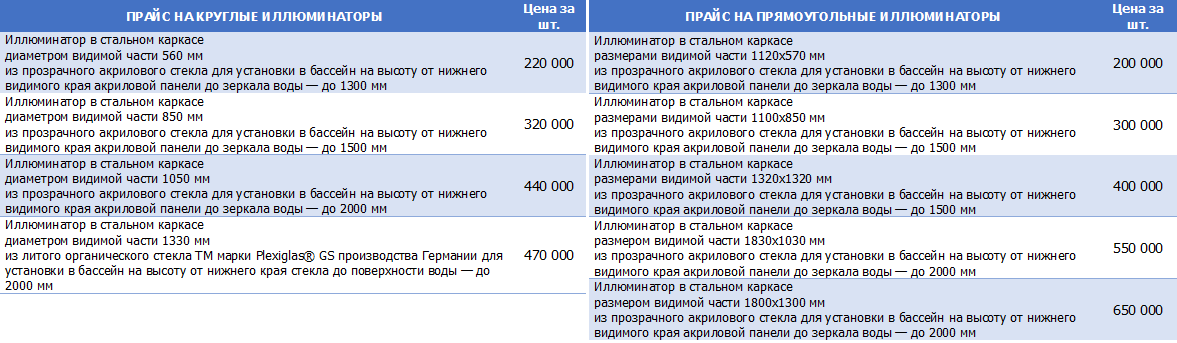 ПРАЙС НА КРУГЛЫЕ ИЛЛЮМИНАТОРЫ
Цена за
шт.
Иллюминатор в стальном каркасе
диаметром видимой части 560 мм
из прозрачного акрилового стекла для установки в бассейн на высоту от нижнего
видимого края акриловой панели до зеркала воды — до 1300 мм
220 000
Иллюминатор в стальном каркасе
диаметром видимой части 850 мм
из прозрачного акрилового стекла для установки в бассейн на высоту от нижнего
видимого края акриловой панели до зеркала воды — до 1500 мм
320 000
Иллюминатор в стальном каркасе
диаметром видимой части 1050 мм
из прозрачного акрилового стекла для установки в бассейн на высоту от нижнего
видимого края акриловой панели до зеркала воды — до 2000 мм
440 000
Иллюминатор в стальном каркасе
диаметром видимой части 1330 мм
из литого органического стекла ТМ марки Plexiglas® GS производства Германии для
установки в бассейн на высоту от нижнего края стекла до поверхности воды — до
2000 мм
470 000
ПРАЙС НА ПРЯМОУГОЛЬНЫЕ ИЛЛЮМИНАТОРЫ
Цена за
шт.
Иллюминатор в стальном каркасе
размерами видимой части 1120х570 мм
из прозрачного акрилового стекла для установки в бассейн на высоту от нижнего
видимого края акриловой панели до зеркала воды — до 1300 мм
200 000
Иллюминатор в стальном каркасе
размерами видимой части 1100х850 мм
из прозрачного акрилового стекла для установки в бассейн на высоту от нижнего
видимого края акриловой панели до зеркала воды — до 1500 мм
300 000
Иллюминатор в стальном каркасе
размерами видимой части 1320х1320 мм
из прозрачного акрилового стекла для установки в бассейн на высоту от нижнего
видимого края акриловой панели до зеркала воды — до 1500 мм
400 000
Иллюминатор в стальном каркасе
размером видимой части 1830х1030 мм
из прозрачного акрилового стекла для установки в бассейн на высоту от нижнего
видимого края акриловой панели до зеркала воды — до 2000 мм
550 000
Иллюминатор в стальном каркасе
размером видимой части 1800х1300 мм
из прозрачного акрилового стекла для установки в бассейн на высоту от нижнего
видимого края акриловой панели до зеркала воды — до 2000 мм
650 000